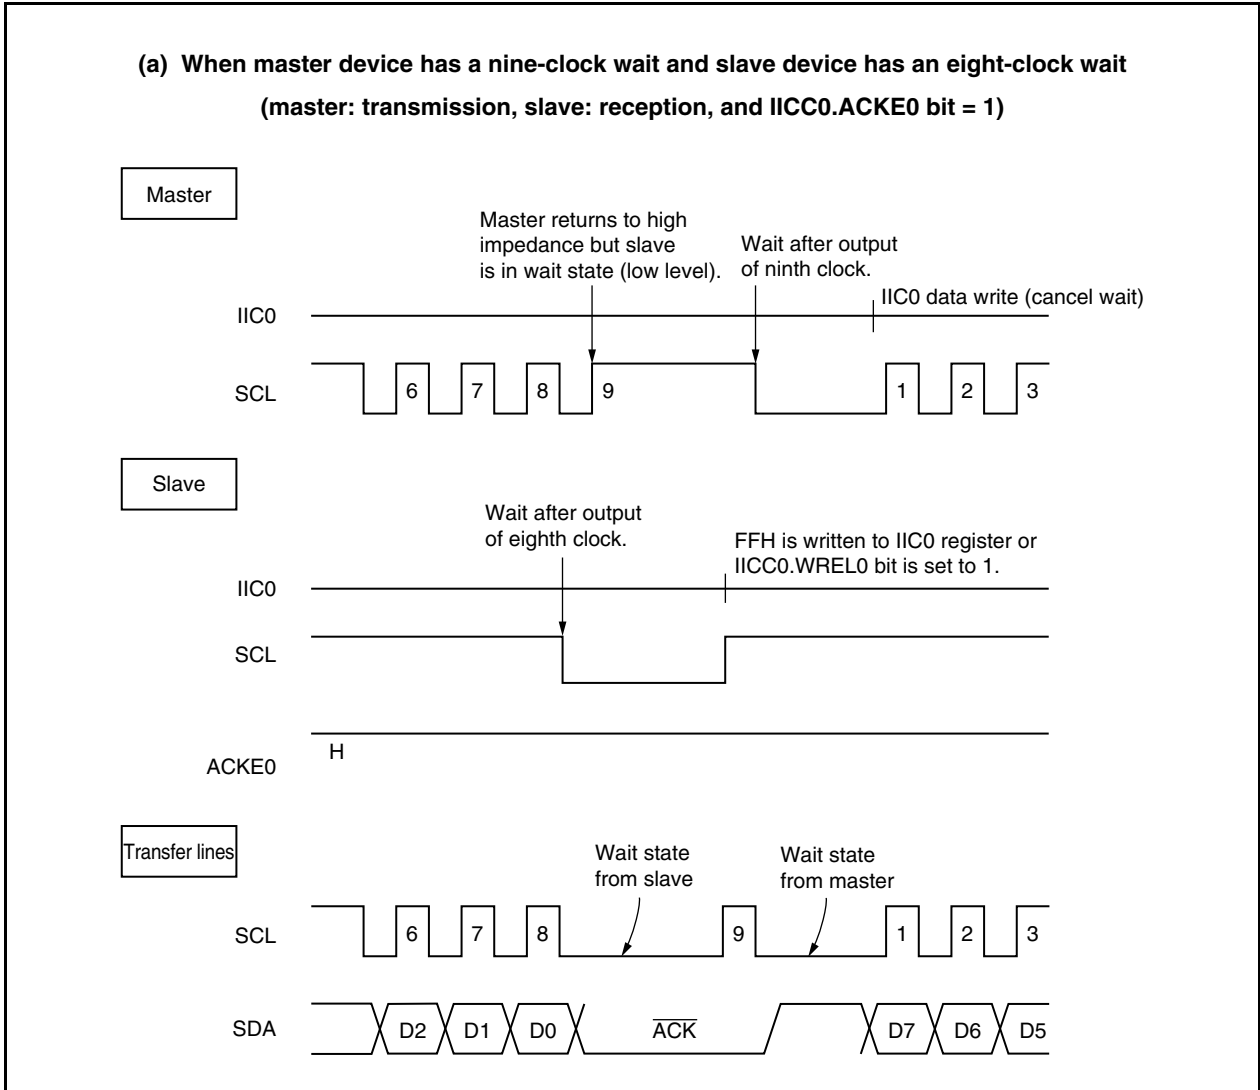 (a) When master device has a nine-clock wait and slave device has an eight-clock wait
(master: transmission, slave: reception, and IICC0.ACKE0 bit = 1)
Master
Master returns to high
impedance but slave
is in wait state (low level).
Wait after output
of ninth clock.
IIC0 data write (cancel wait)
IIC0
SCL
6 7 8 9 1 2 3
Slave
Wait after output
of eighth clock.
FFH is written to IIC0 register or
IICC0.WREL0 bit is set to 1.
IIC0
SCL
H
ACKE0
Transfer lines
Wait state
from slave
Wait state
from master
SCL 6 7 8 9 1 2 3
SDA D2 D1 D0 A̅C̅K̅ D7 D6 D5